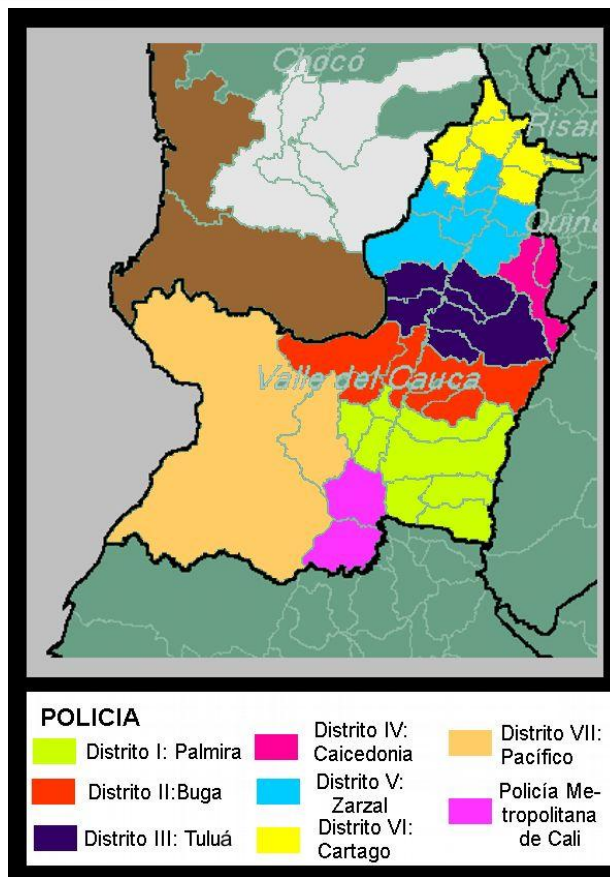 Chocó
Risar
Quind
Valle del Cauca
POLICIA
Distrito I: Palmira
Distrito II:Buga
Distrito III: Tuluá
Distrito IV:
Caicedonia
Distrito V:
Zarzal
Distrito VI:
Cartago
Distrito VII:
Pacífico
Policía Me-
tropolitana
de Cali